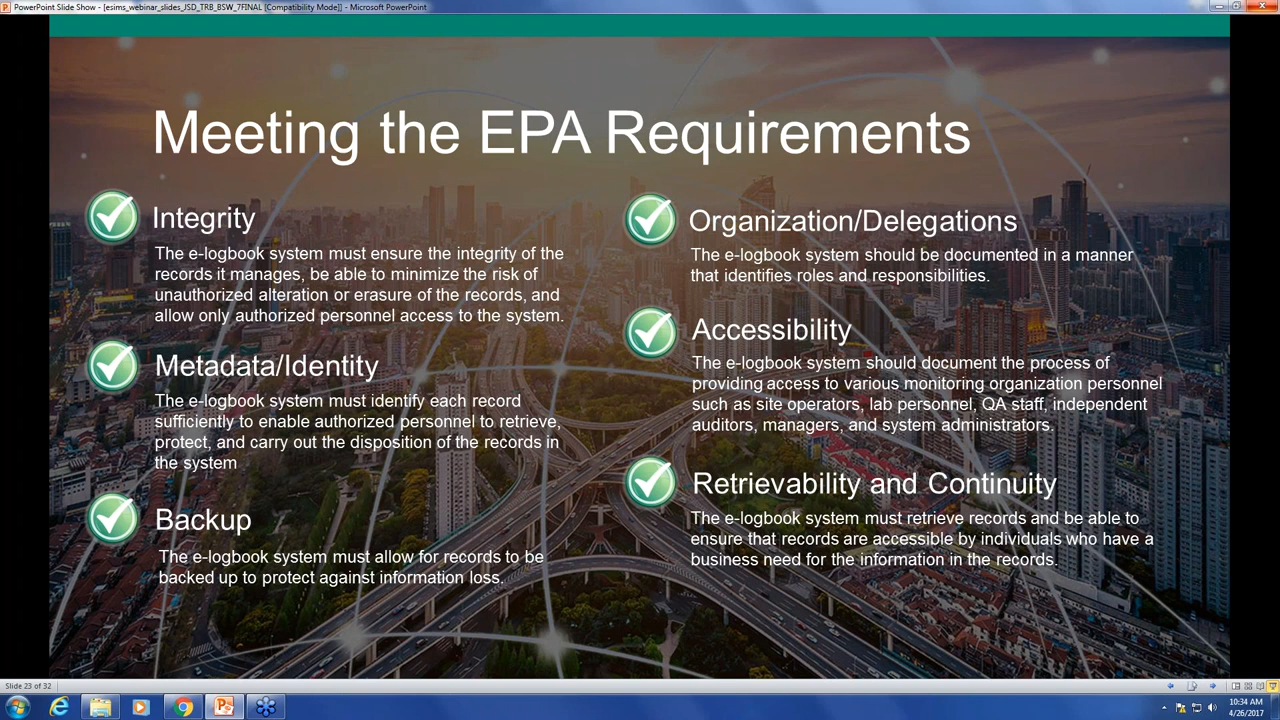 PowerPoint Slide Show - [esims_webinar_slides_JSD_TRB_BSW_7FINAL [Compatibility Mode]] - Microsoft PowerPoint
Meeting the EPA Requirements
Integrity
The e-logbook system must ensure the integrity of the
records it manages, be able to minimize the risk of
unauthorized alteration or erasure of the records, and
allow only authorized personnel access to the system.
Metadata/Identity
The e-logbook system must identify each record
sufficiently to enable authorized personnel to retrieve,
protect, and carry out the disposition of the records in
the system
Backup
The e-logbook system must allow for records to be
backed up to protect against information loss.
Organization/Delegations
The e-logbook system should be documented in a manner
that identifies roles and responsibilities.
Accessibility
The e-logbook system should document the process of
providing access to various monitoring organization personnel
such as site operators, lab personnel, QA staff, independent
auditors, managers, and system administrators.
Retrievability and Continuity
The e-logbook system must retrieve records and be able to
ensure that records are accessible by individuals who have a
business need for the information in the records.
Slide 23 of 32
10:34 AM
4/26/2017